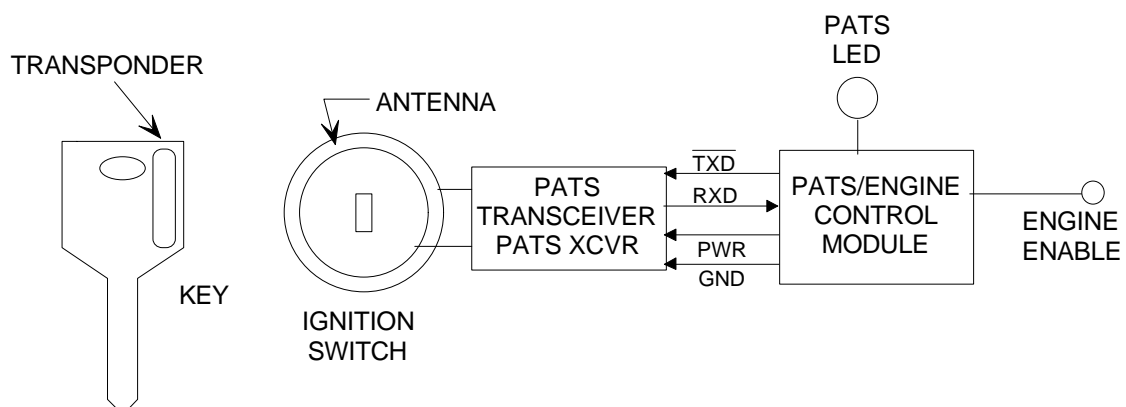 PATS
LED
TRANSPONDER
ANTENNA
TXD
RXD
PWR
GND
PATS
TRANSCEIVER
PATS XCVR
PATS/ENGINE
CONTROL
MODULE
ENGINE
ENABLE
KEY
IGNITION
SWITCH